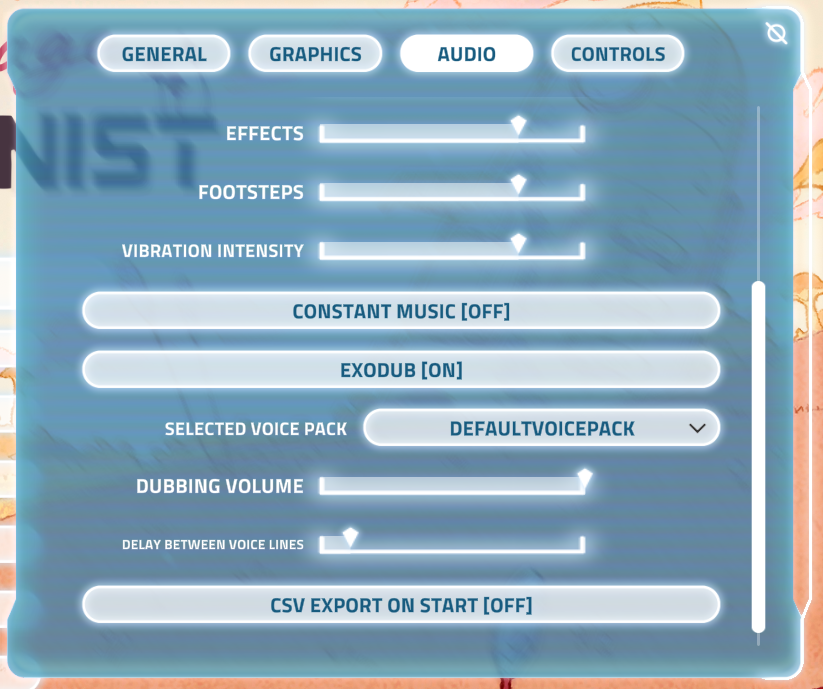 GENERAL
GRAPHICS
AUDIO
CONTROLS
NIST
EFFECTS
FOOTSTEPS
VIBRATION INTENSITY
CONSTANT MUSIC [OFF]
EXODUB [ON]
SELECTED VOICE PACK
DEFAULTVOICEPACK
DUBBING VOLUME
DELAY BETWEEN VOICE LINES
CSV EXPORT ON START [OFF]